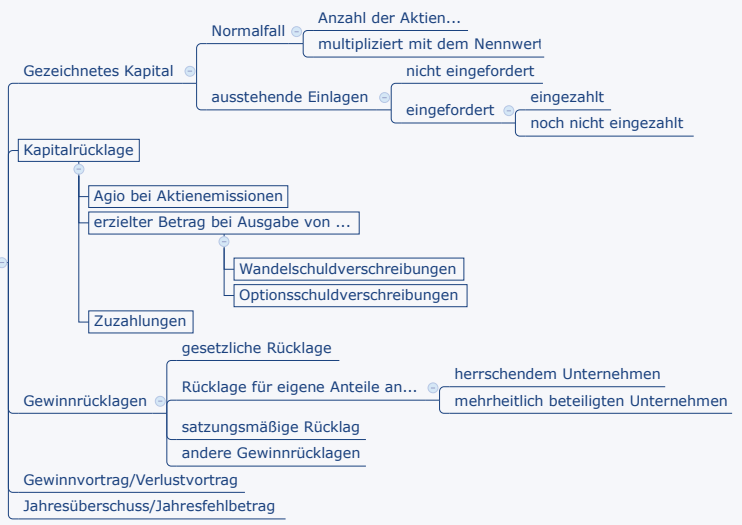 Anzahl der Aktien...
Normalfall
multipliziert mit dem Nennwert
Gezeichnetes Kapital
nicht eingefordert
ausstehende Einlagen
eingezahlt
eingefordert
noch nicht eingezahlt
Kapitalrücklage
Agio bei Aktienemissionen
erzielter Betrag bei Ausgabe von ...
Wandelschuldverschreibungen
Optionsschuldverschreibungen
Zuzahlungen
gesetzliche Rücklage
herrschendem Unternehmen
Rücklage für eigene Anteile an...
Gewinnrücklagen
mehrheitlich beteiligten Unternehmen
satzungsmäßige Rücklag
andere Gewinnrücklagen
Gewinnvortrag/Verlustvortrag
Jahresüberschuss/Jahresfehlbetrag